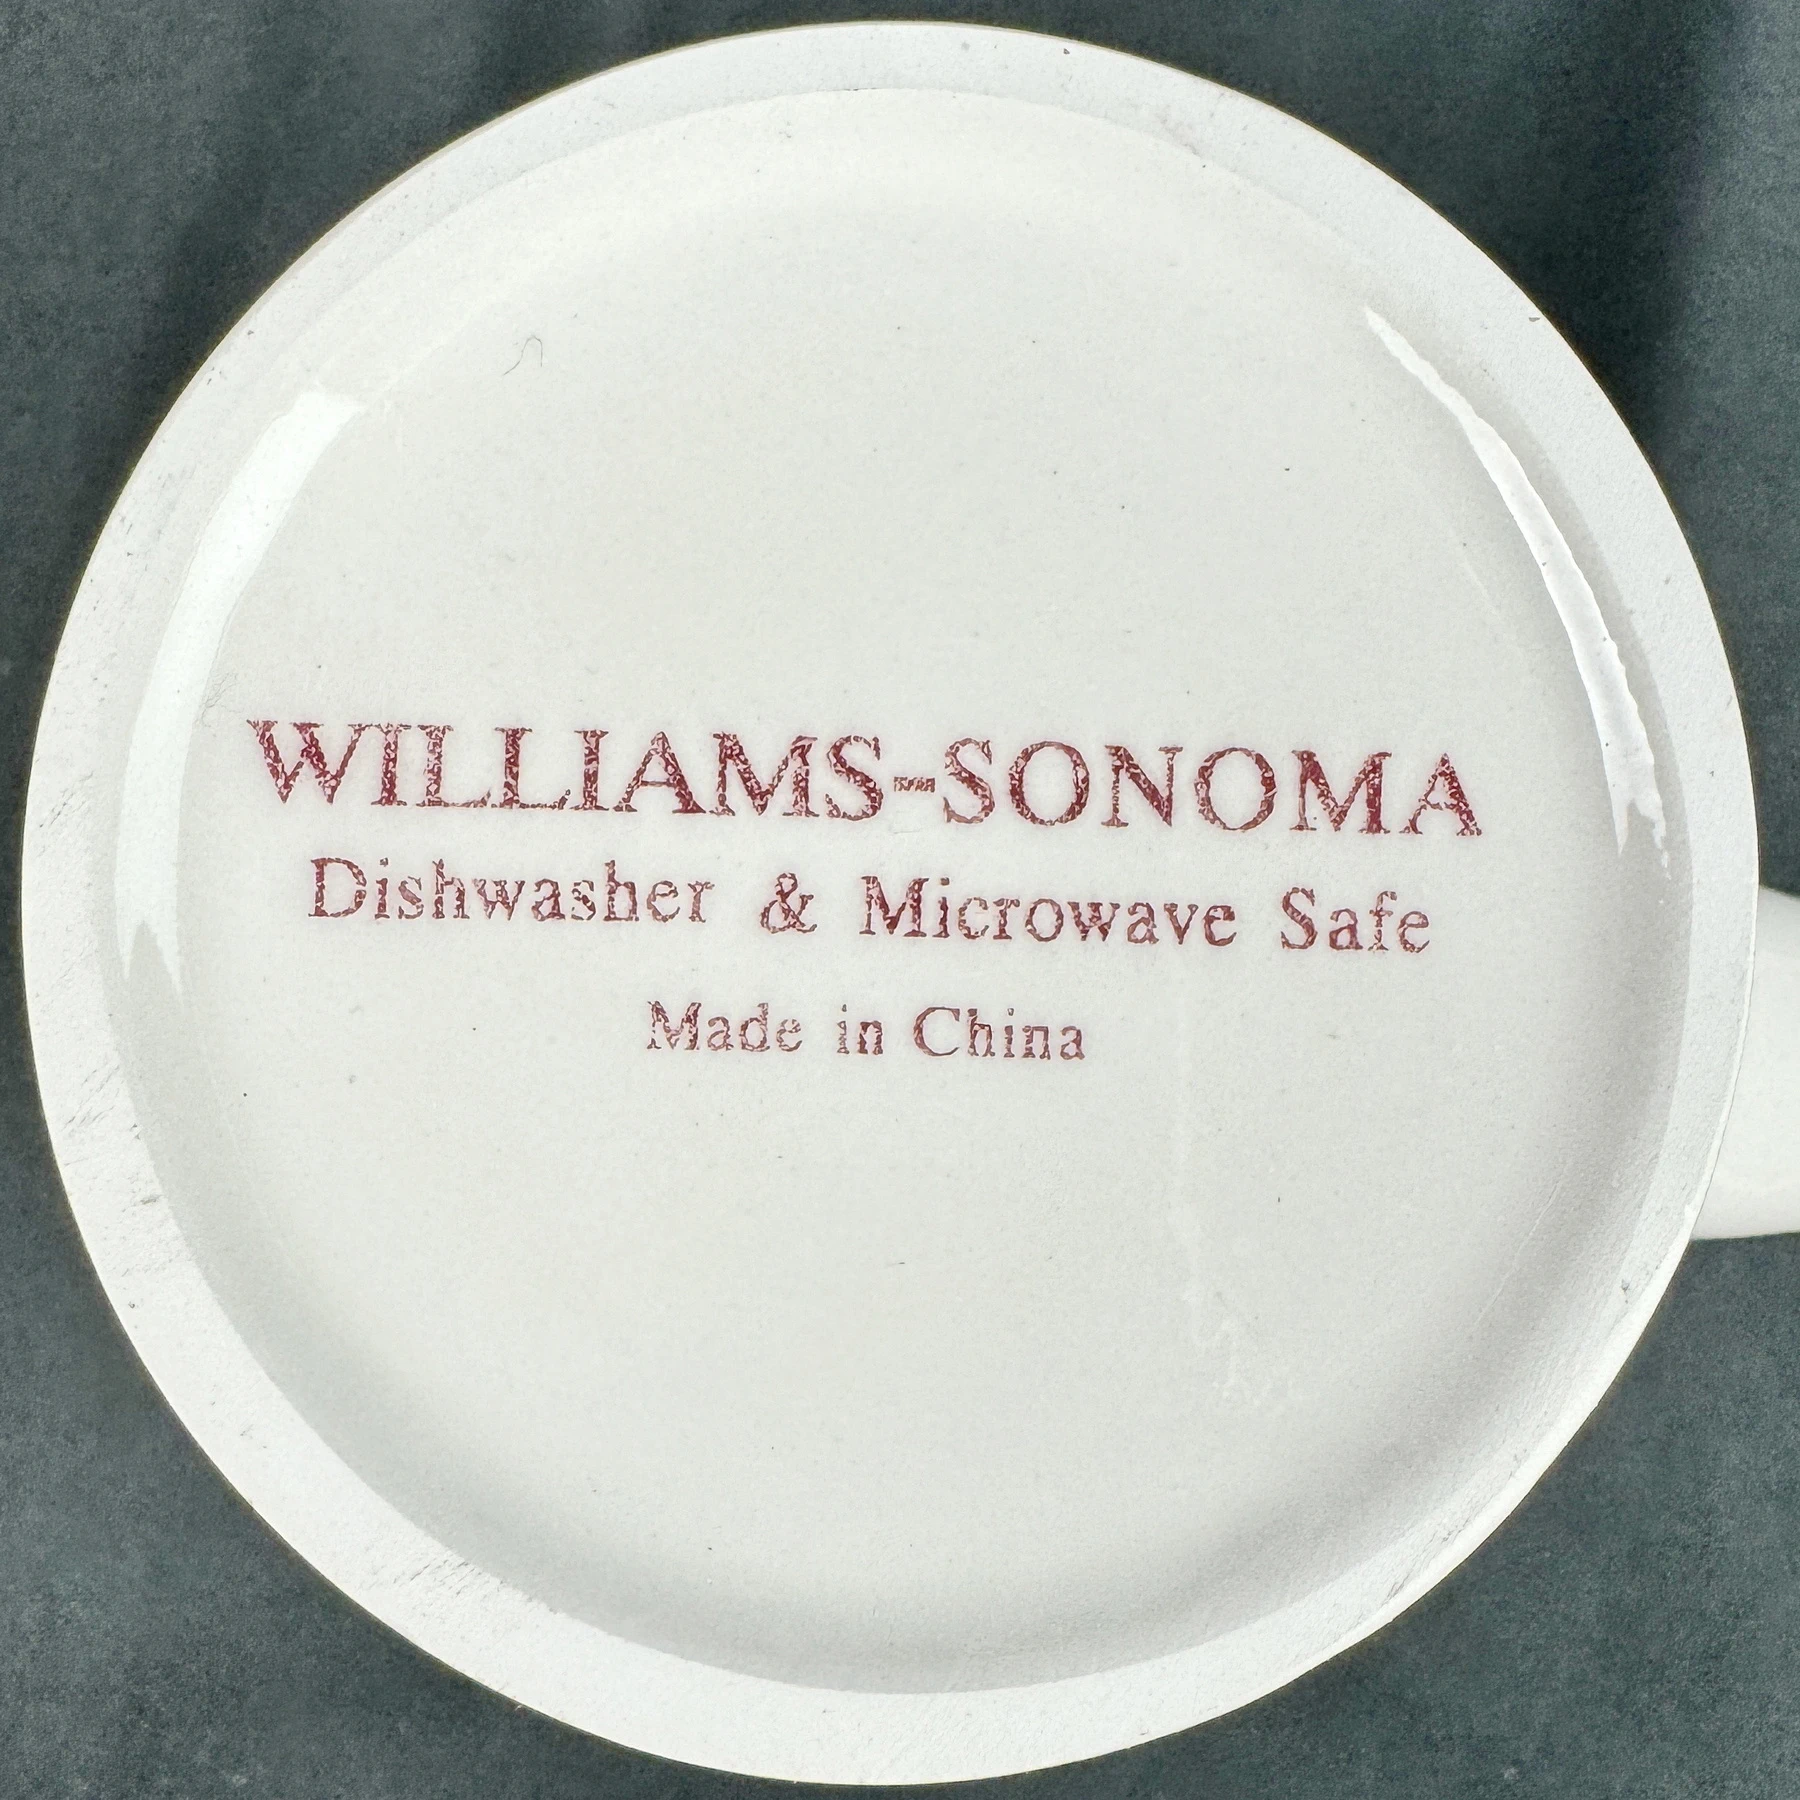 WILLIAMS-SONOMA
Dishwasher & Microwave Safe
Made in China